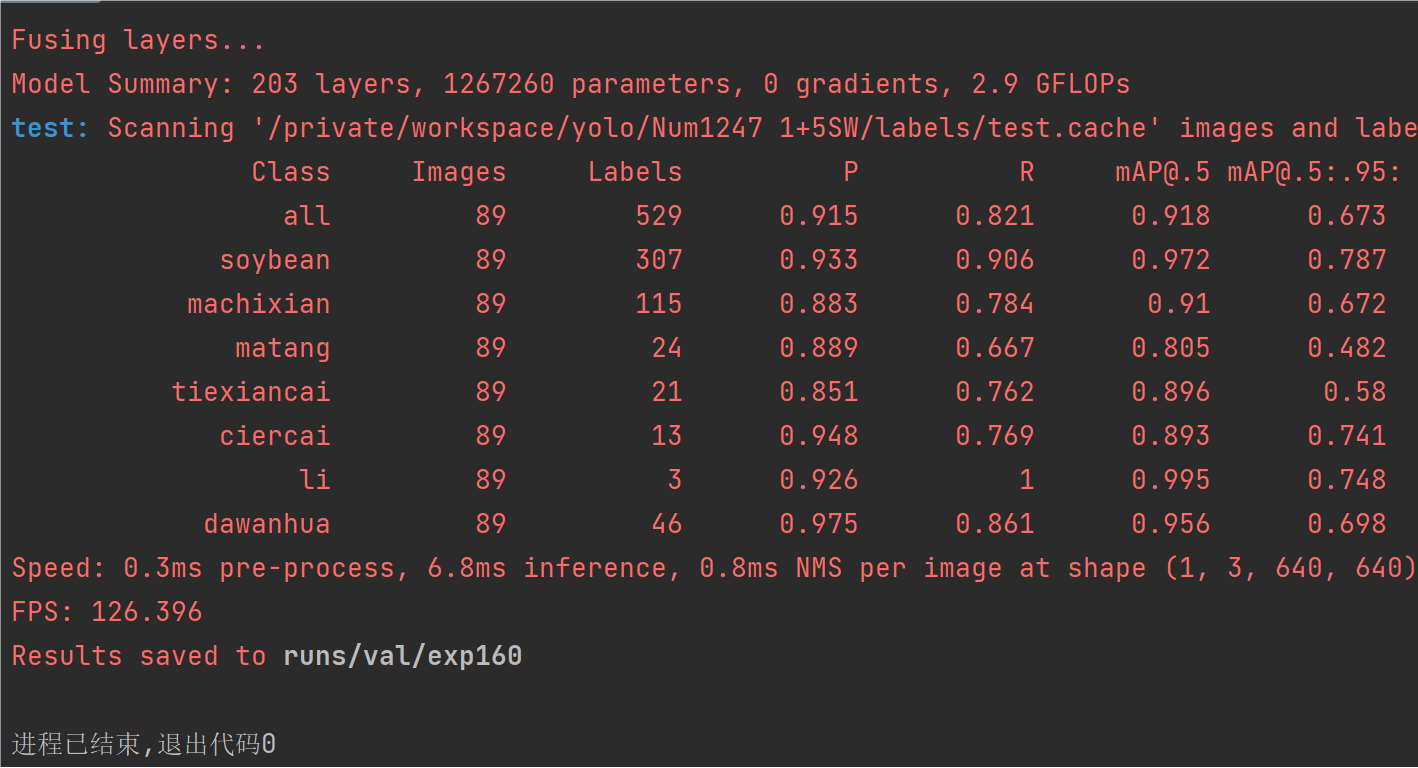 Fusing layers...
Model Summary: 203 layers, 1267260 parameters, 0 gradients, 2.9 GFLOPs
test: Scanning '/private/workspace/yolo/Num1247 1+5SW/labels/test.cache' images and labe
Class Images Labels P R mAP@.5 mAP@.5:.95:
all 89 529 0.915 0.821 0.918 0.673
soybean 89 307 0.933 0.906 0.972 0.787
machixian 89 115 0.883 0.784 0.91 0.672
matang 89 24 0.889 0.667 0.805 0.482
tiexiancai 89 21 0.851 0.762 0.896 0.58
ciercai 89 13 0.948 0.769 0.893 0.741
li 89 3 0.926 1 0.995 0.748
dawanhua 89 46 0.975 0.861 0.956 0.698
Speed: 0.3ms pre-process, 6.8ms inference, 0.8ms NMS per image at shape (1, 3, 640, 640)
FPS: 126.396
Results saved to runs/val/exp160
进程已结束,退出代码0